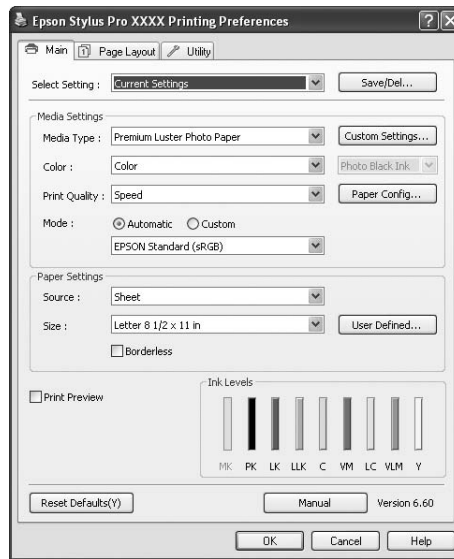 Epson Stylus Pro XXXX Printing Preferences
Main
Page Layout
Utility
Select Setting : Current Settings Save/Del...
Media Settings
Media Type : Premium Luster Photo Paper Custom Settings...
Color : Color Photo Black Ink
Print Quality : Speed Paper Config...
Mode : Automatic Custom
EPSON Standard (sRGB)
Paper Settings
Source : Sheet
Size : Letter 8 1/2 x 11 in User Defined...
Borderless
Print Preview
Ink Levels
MK PK LK LLK C VM LC VLM Y
Reset Defaults(Y) Manual Version 6.60
OK Cancel Help